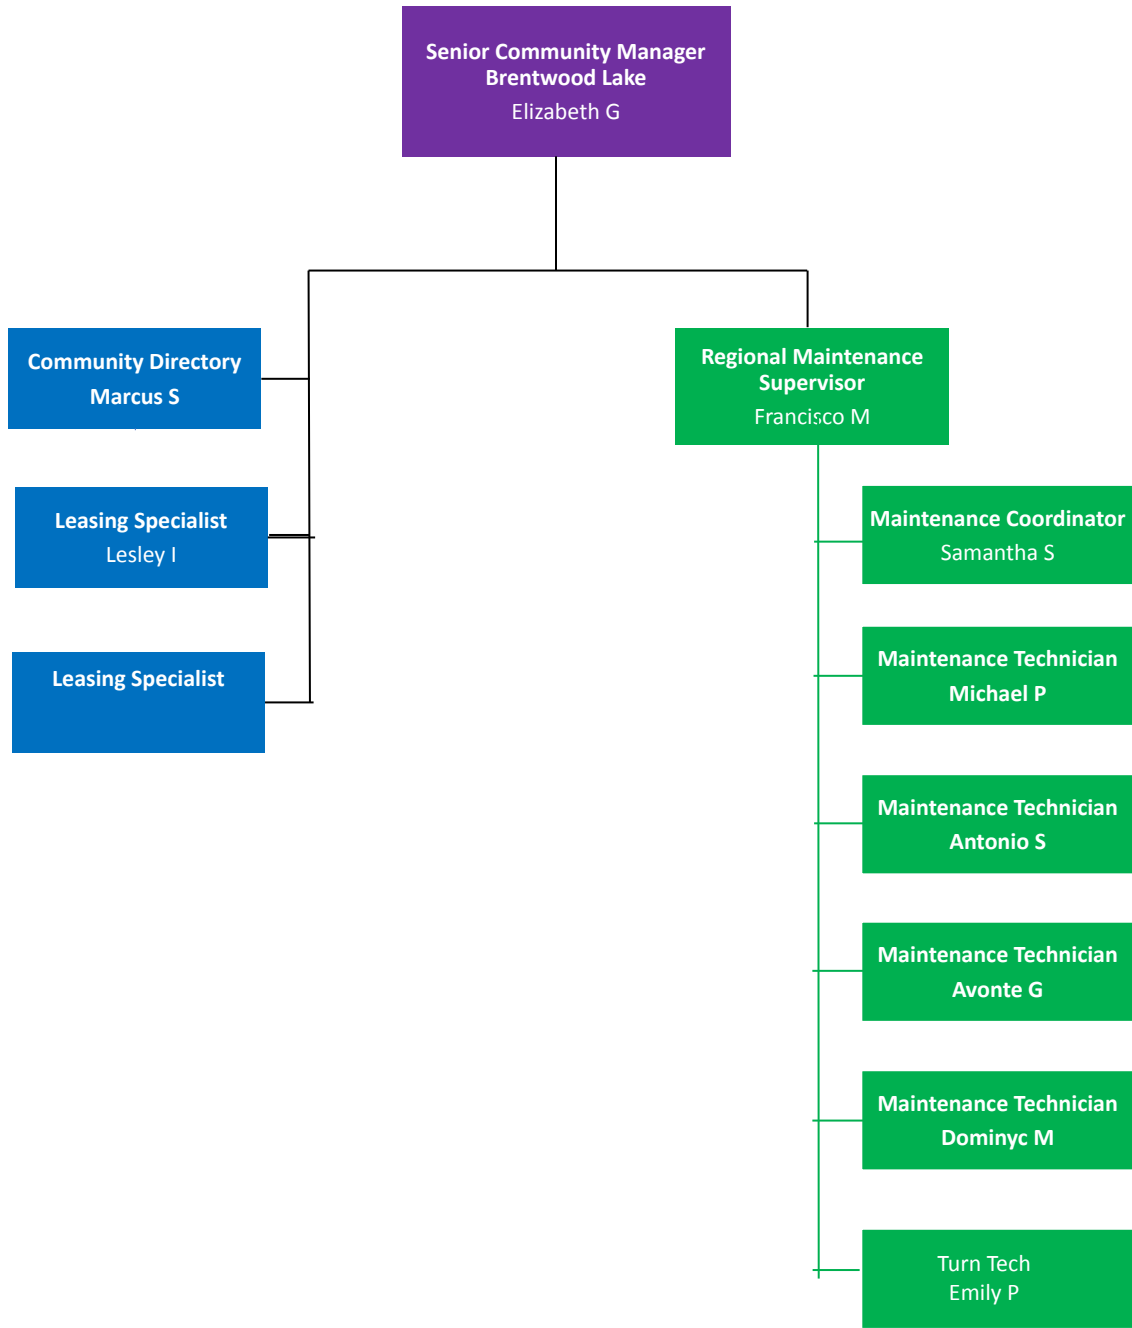 Senior Community Manager
Brentwood Lake
Elizabeth G
Community Directory
Marcus S
Leasing Specialist
Lesley I
Leasing Specialist
Regional Maintenance
Supervisor
Francisco M
Maintenance Coordinator
Samantha S
Maintenance Technician
Michael P
Maintenance Technician
Antonio S
Maintenance Technician
Avonte G
Maintenance Technician
Dominyc M
Turn Tech
Emily P